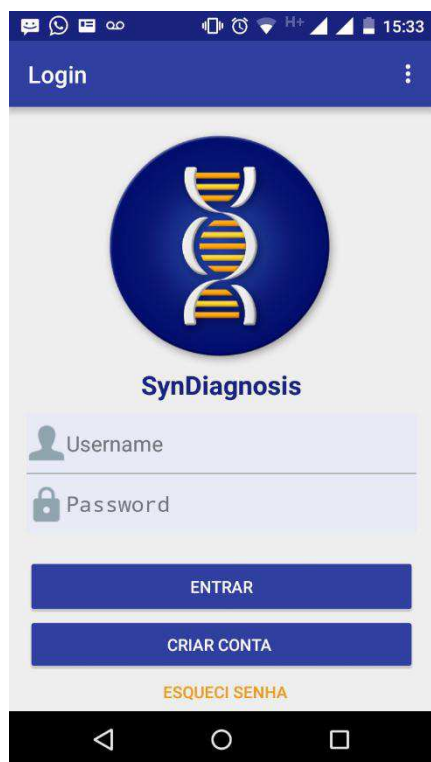 H+ 15:33
Login
SynDiagnosis
Username
Password
ENTRAR
CRIAR CONTA
ESQUECI SENHA